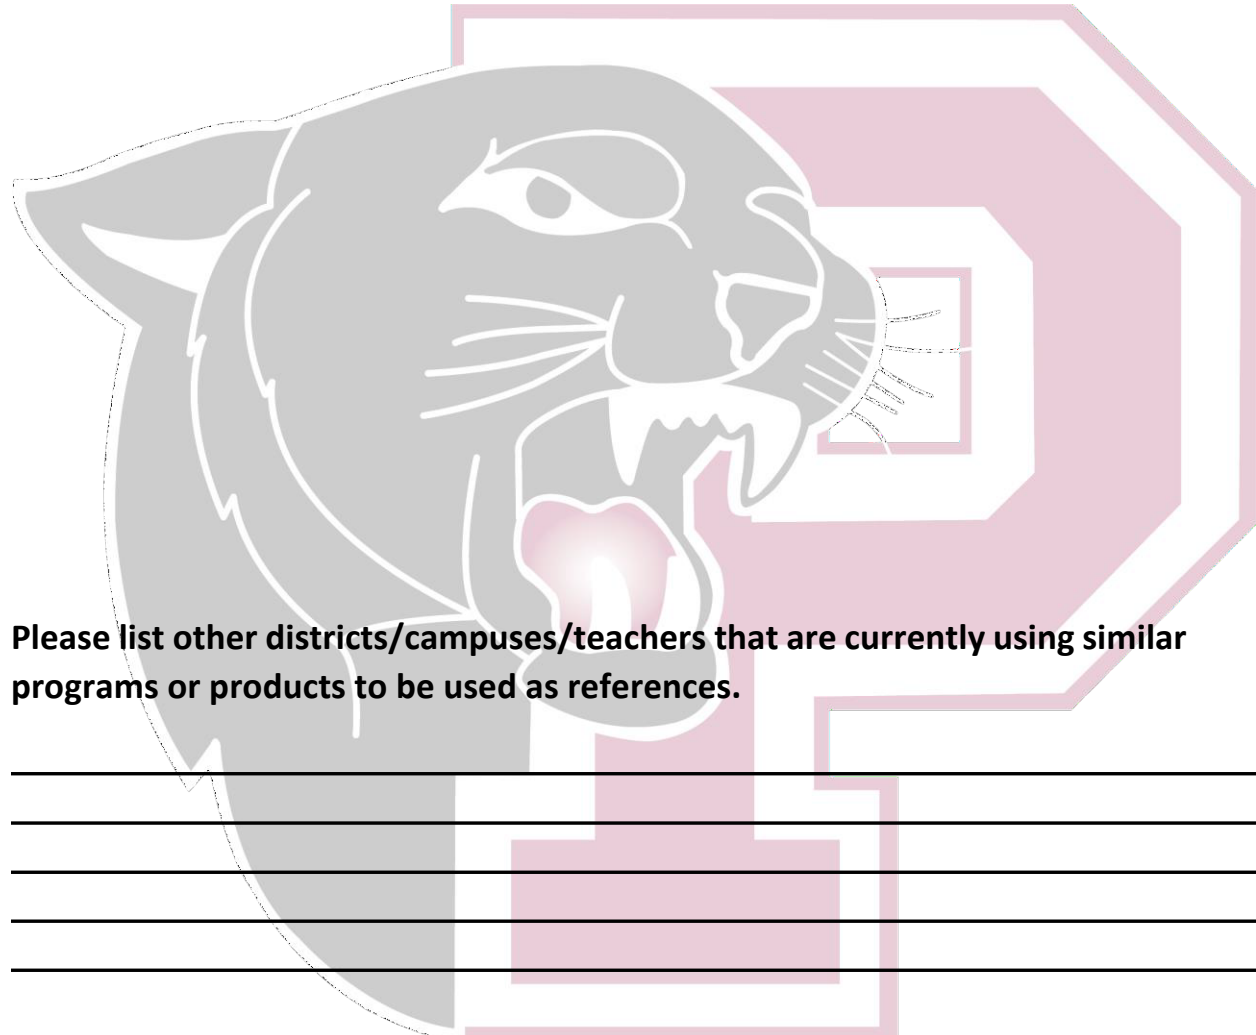 Please list other districts/campuses/teachers that are currently using similar
programs or products to be used as references.